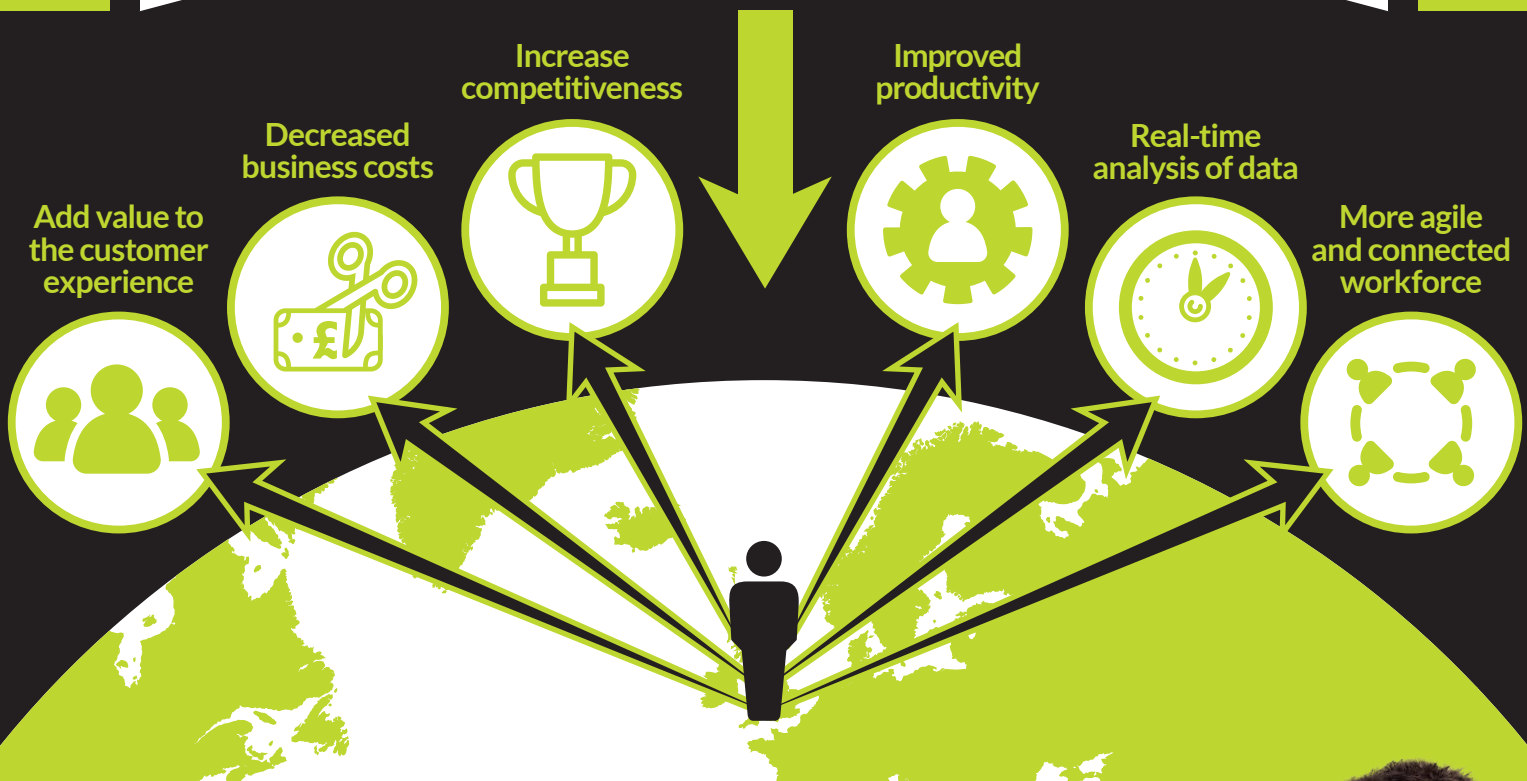 Add value to
the customer
experience
Decreased
business costs
Increase
competitiveness
£
Improved
productivity
Real-time
analysis of data
More agile
and connected
workforce